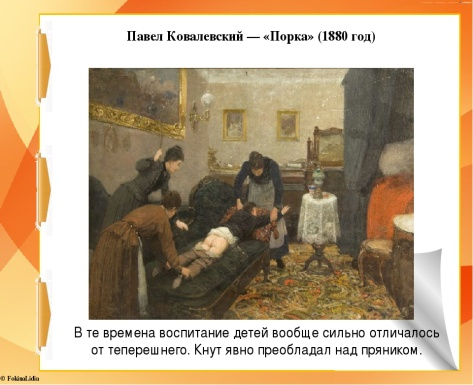 Павел Ковалевский — «Порка» (1880 год)
В те времена воспитание детей вообще сильно отличалось
от теперешнего. Кнут явно преобладал над пряником.
© FokinaLidia